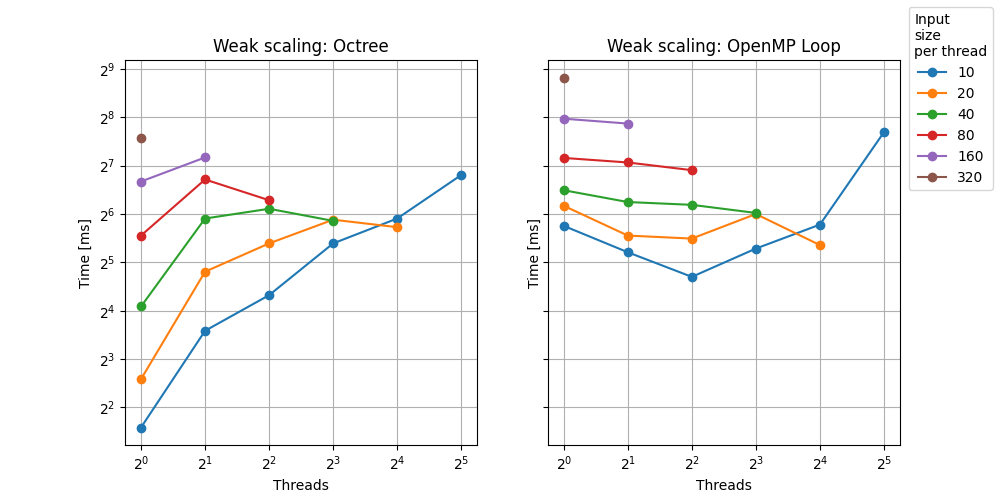 Weak scaling: Octree
Time [ms]
2⁹
2⁸
2⁷
2⁶
2⁵
2⁴
2³
2²
2⁰ 2¹ 2² 2³ 2⁴ 2⁵
Threads
Weak scaling: OpenMP Loop
Time [ms]
2⁰ 2¹ 2² 2³ 2⁴ 2⁵
Threads
Input
size
per thread
10
20
40
80
160
320